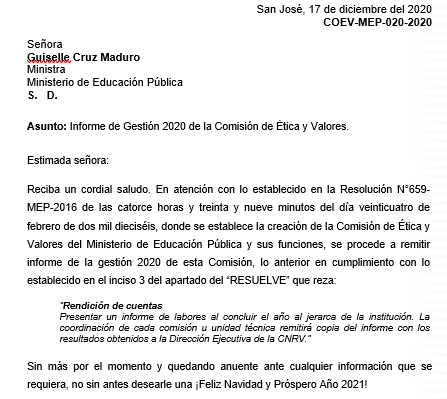 San José, 17 de diciembre del 2020
COEV-MEP-020-2020
Señora
Guiselle Cruz Maduro
Ministra
Ministerio de Educación Pública
S. D.
Asunto: Informe de Gestión 2020 de la Comisión de Ética y Valores.
Estimada señora:
Reciba un cordial saludo. En atención con lo establecido en la Resolución N°659-
MEP-2016 de las catorce horas y treinta y nueve minutos del día veinticuatro de
febrero de dos mil dieciséis, donde se establece la creación de la Comisión de Ética y
Valores del Ministerio de Educación Pública y sus funciones, se procede a remitir
informe de la gestión 2020 de esta Comisión, lo anterior en cumplimiento con lo
establecido en el inciso 3 del apartado del “RESUELVE” que reza:
“Rendición de cuentas
Presentar un informe de labores al concluir el año al jerarca de la institución. La
coordinación de cada comisión u unidad técnica remitirá copia del informe con los
resultados obtenidos a la Dirección Ejecutiva de la CNRV.”
Sin más por el momento y quedando anuente ante cualquier información que se
requiera, no sin antes desearle una ¡Feliz Navidad y Próspero Año 2021!